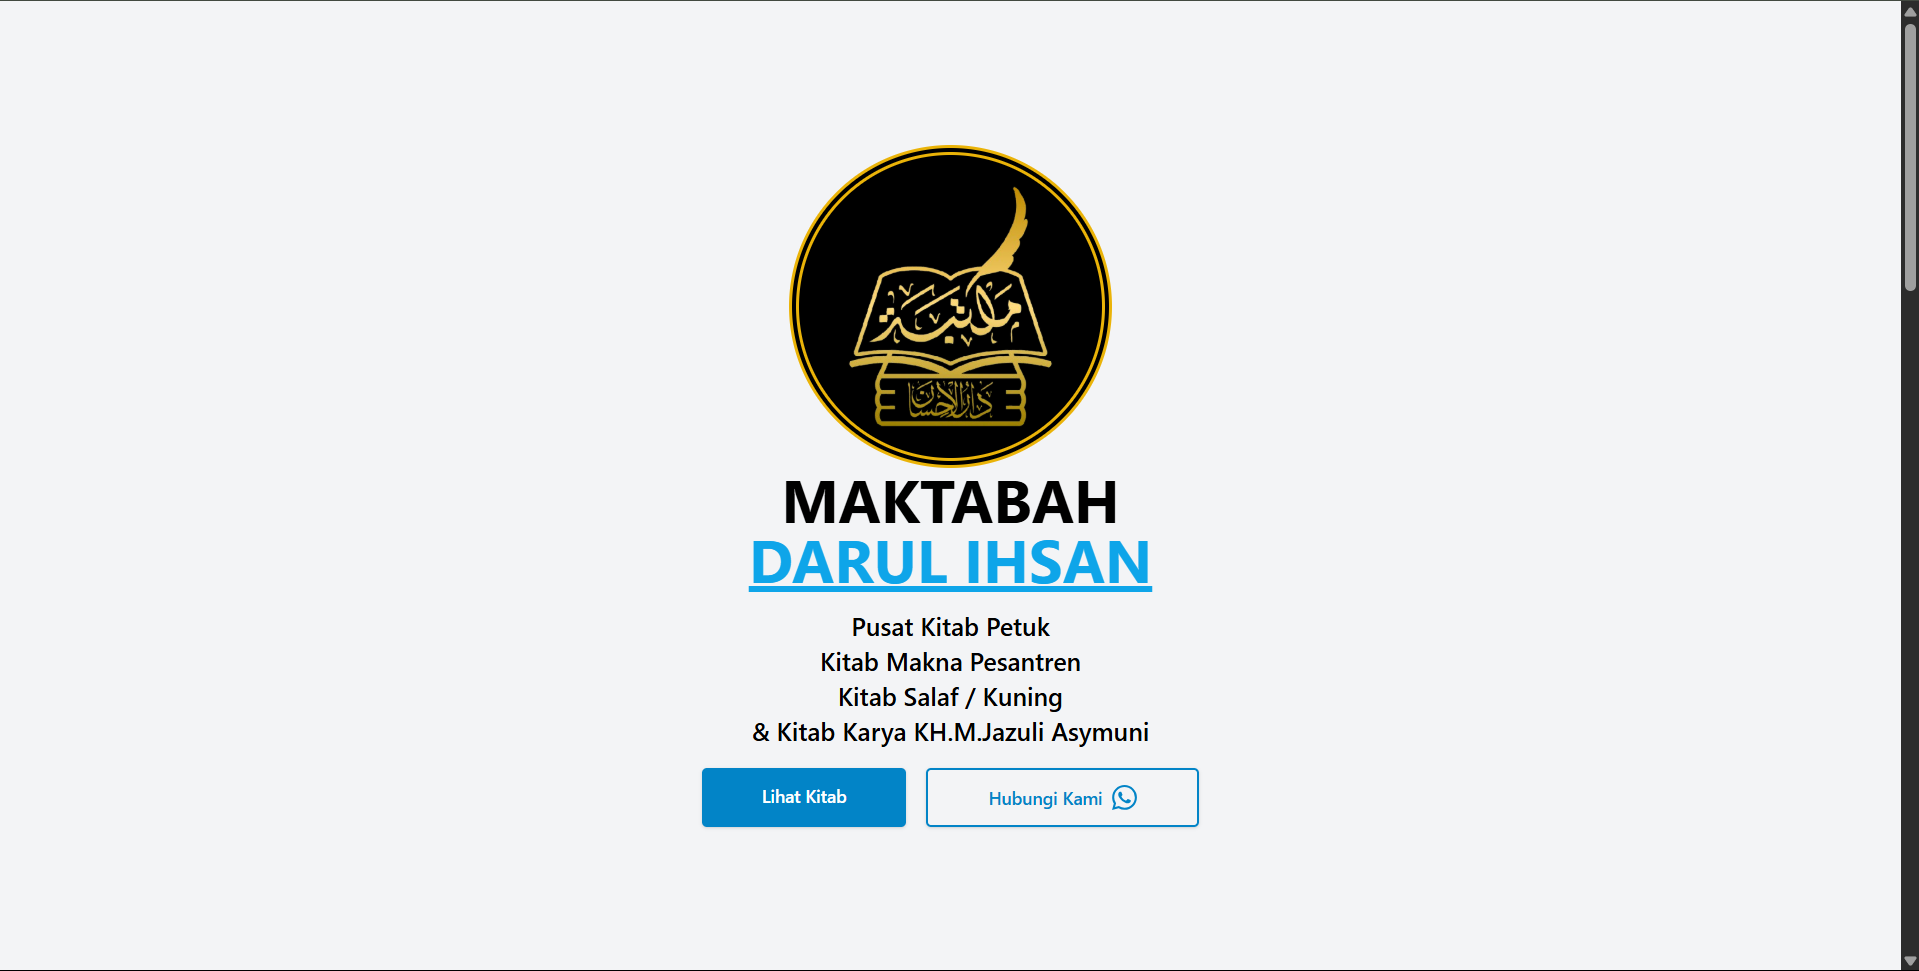 مكتبة
دار الإحسان
MAKTABAH
DARUL IHSAN
Pusat Kitab Petuk
Kitab Makna Pesantren
Kitab Salaf / Kuning
& Kitab Karya KH.M.Jazuli Asymuni
Lihat Kitab
Hubungi Kami